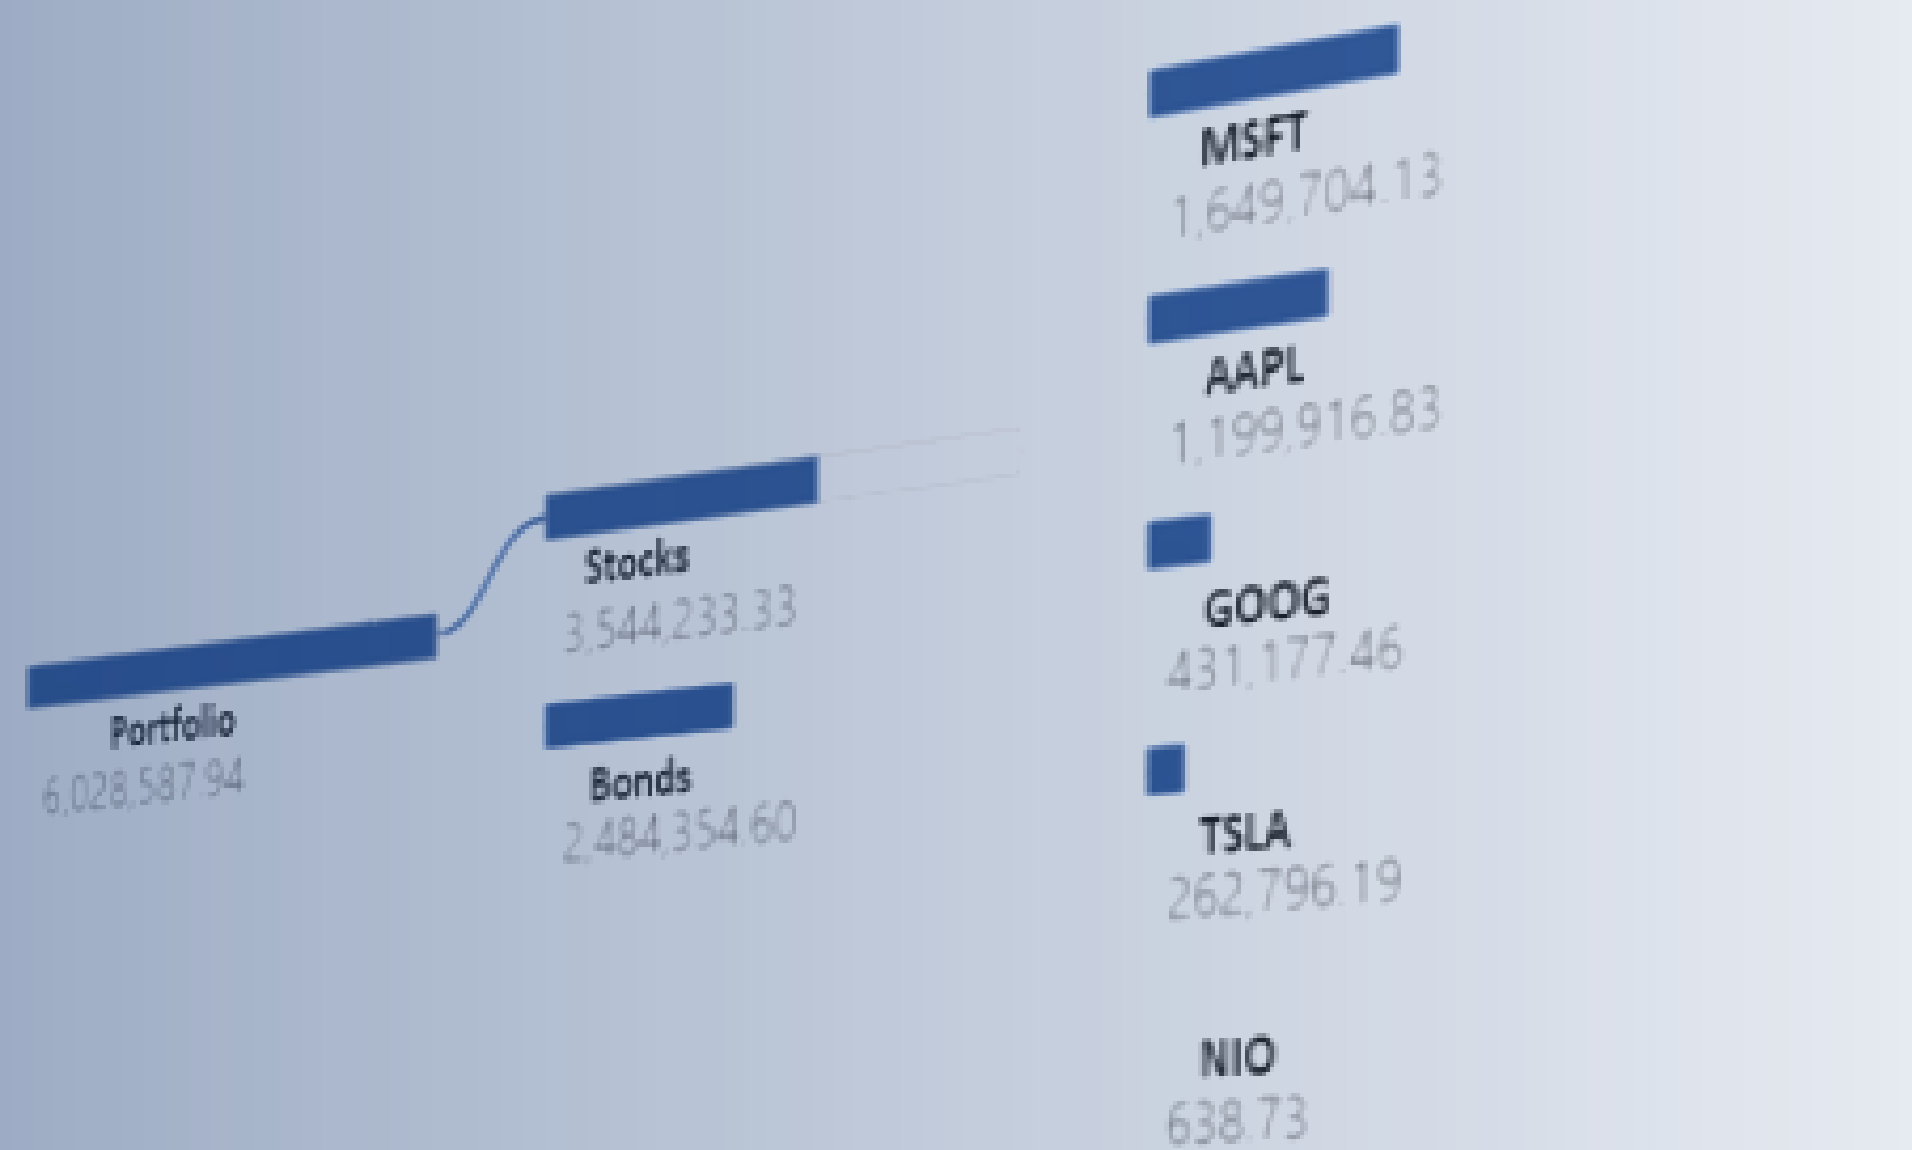 MSFT
1,649,704.13
AAPL
1,199,916.83
Stocks
3,544,233.33
GOOG
431,177.46
Portfolio
6,028,587.94
Bonds
2,484,354.60
TSLA
262,796.19
NIO
638.73